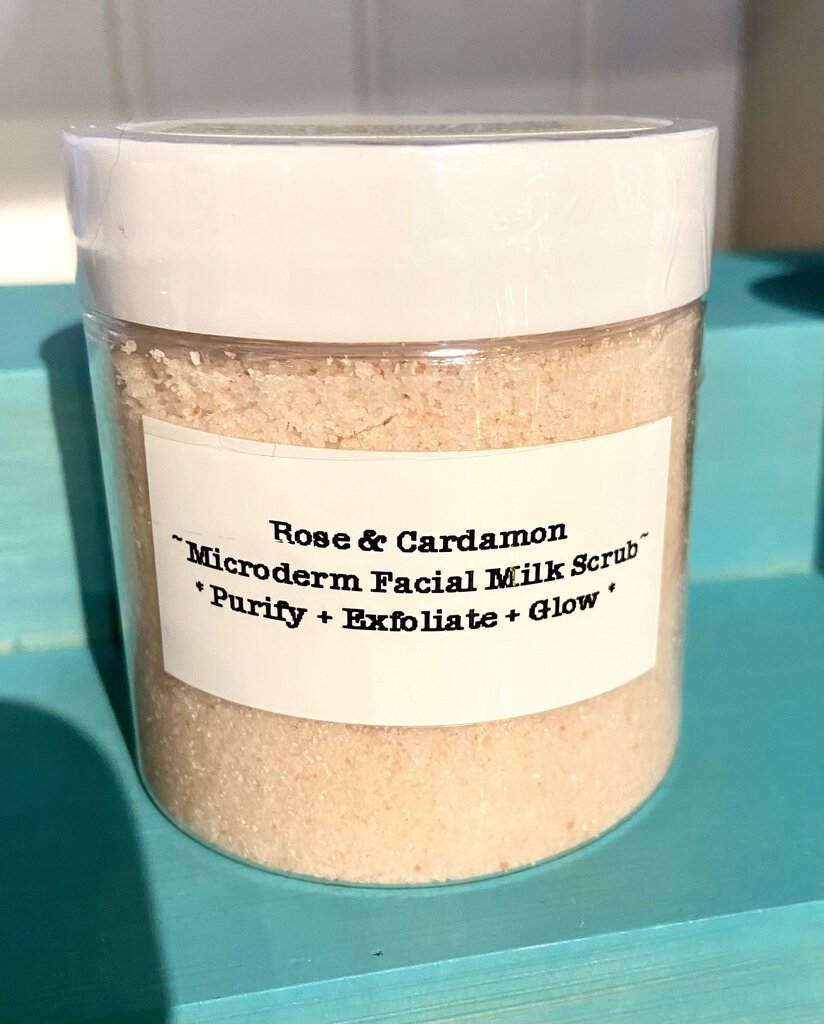 Rose & Cardamon
~Microderm Facial Milk Scrub~
*Purify + Exfoliate + Glow *